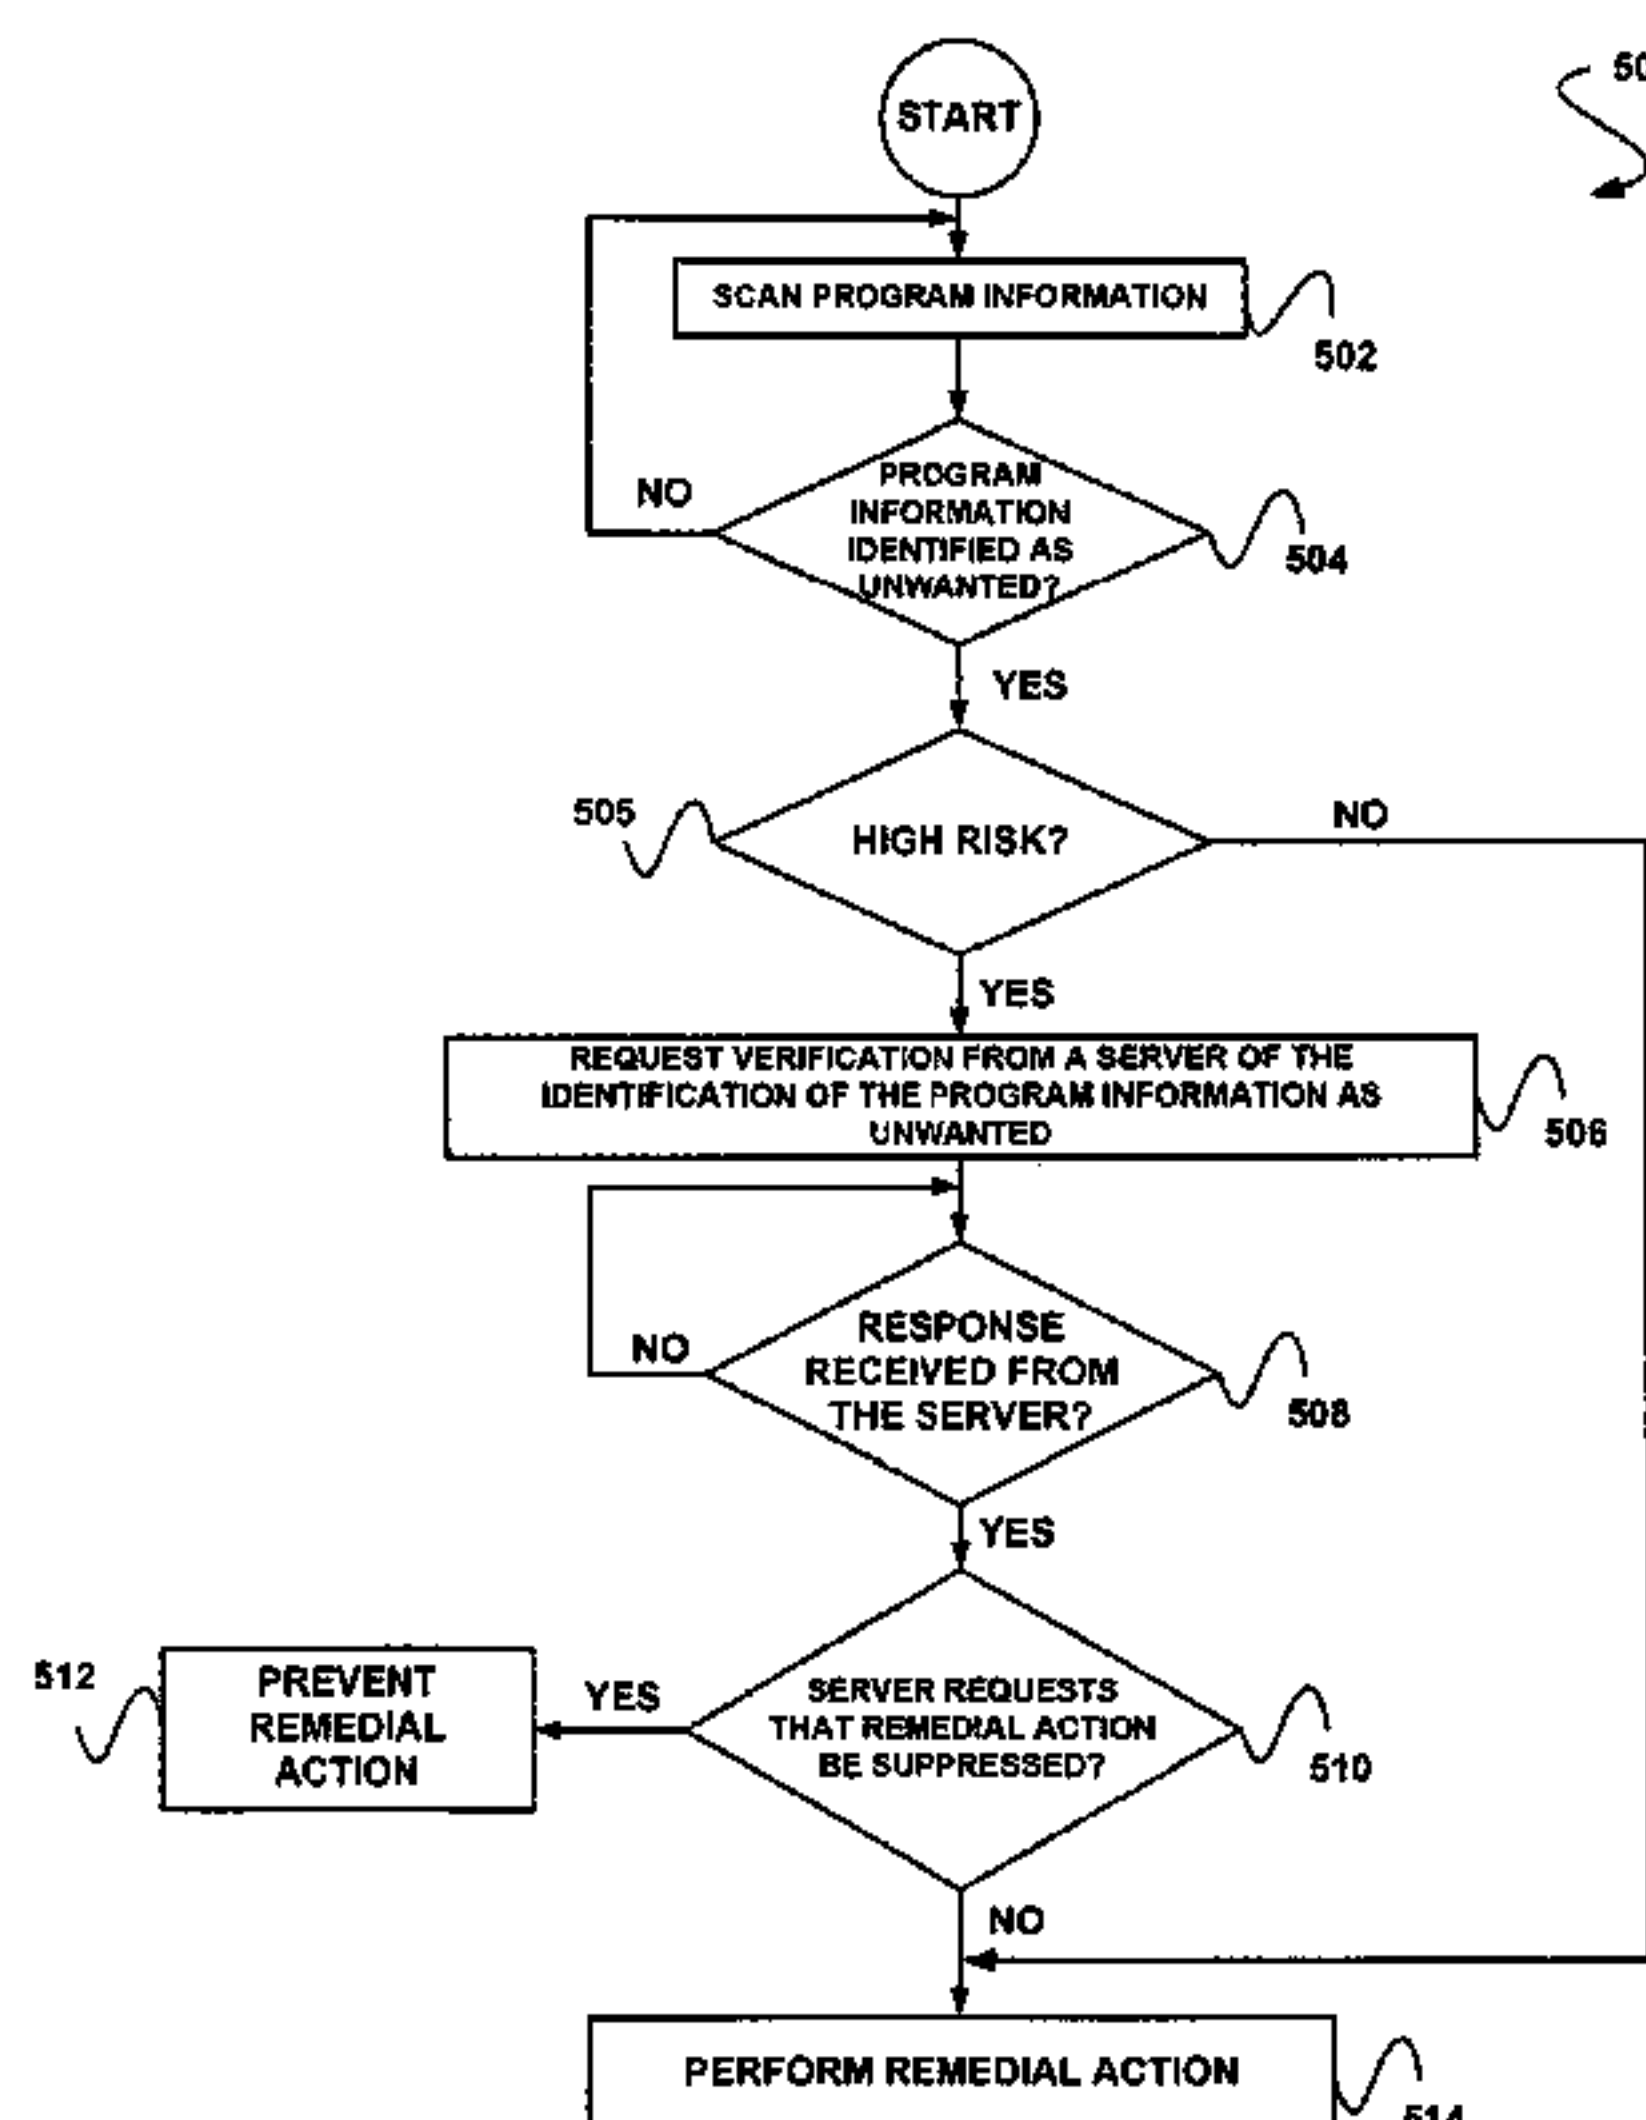 START
50
SCAN PROGRAM INFORMATION
502
PROGRAM
INFORMATION
IDENTIFIED AS
UNWANTED?
NO
504
YES
505
HIGH RISK?
NO
YES
REQUEST VERIFICATION FROM A SERVER OF THE
IDENTIFICATION OF THE PROGRAM INFORMATION AS
UNWANTED
506
RESPONSE
RECEIVED FROM
THE SERVER?
NO
508
YES
512
PREVENT
REMEDIAL
ACTION
YES
SERVER REQUESTS
THAT REMEDIAL ACTION
BE SUPPRESSED?
510
NO
PERFORM REMEDIAL ACTION
514